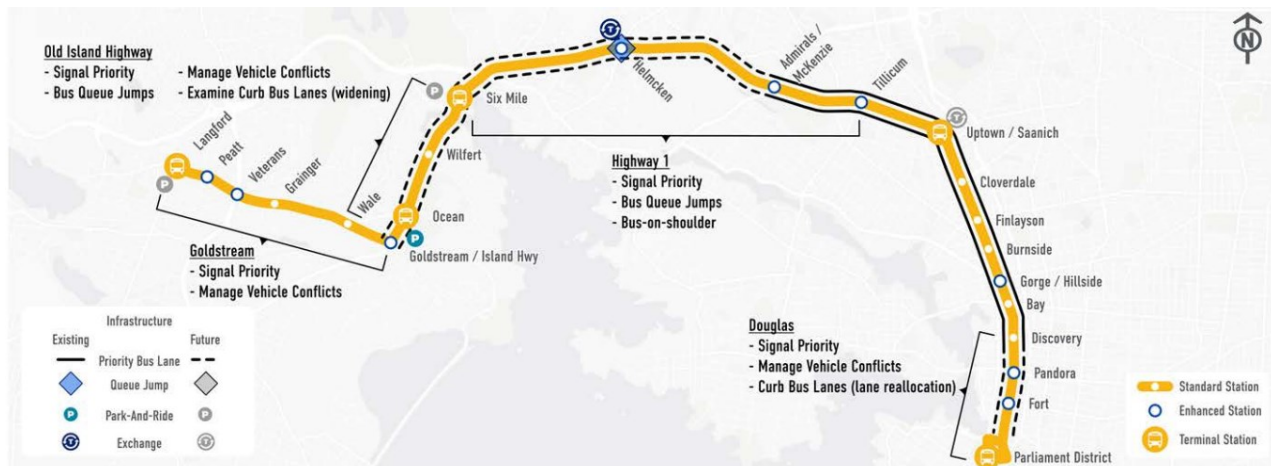 Old Island Highway
- Signal Priority
- Bus Queue Jumps
- Manage Vehicle Conflicts
- Examine Curb Bus Lanes (widening)
N
P
Six Mile
T
Helmcken
Admirals /
McKenzie
Tillicum
T
Uptown / Saanich
Langford
Peatt
Veterans
Grainger
Wale
P
Wilfert
Ocean
P
Goldstream / Island Hwy
Highway 1
- Signal Priority
- Bus Queue Jumps
- Bus-on-shoulder
Cloverdale
Finlayson
Burnside
Gorge / Hillside
Bay
Discovery
Pandora
Fort
Parliament District
Goldstream
- Signal Priority
- Manage Vehicle Conflicts
Douglas
- Signal Priority
- Manage Vehicle Conflicts
- Curb Bus Lanes (lane reallocation)
Infrastructure
Existing Future
Priority Bus Lane
Queue Jump
P Park-And-Ride P
T Exchange T
Standard Station
Enhanced Station
Terminal Station